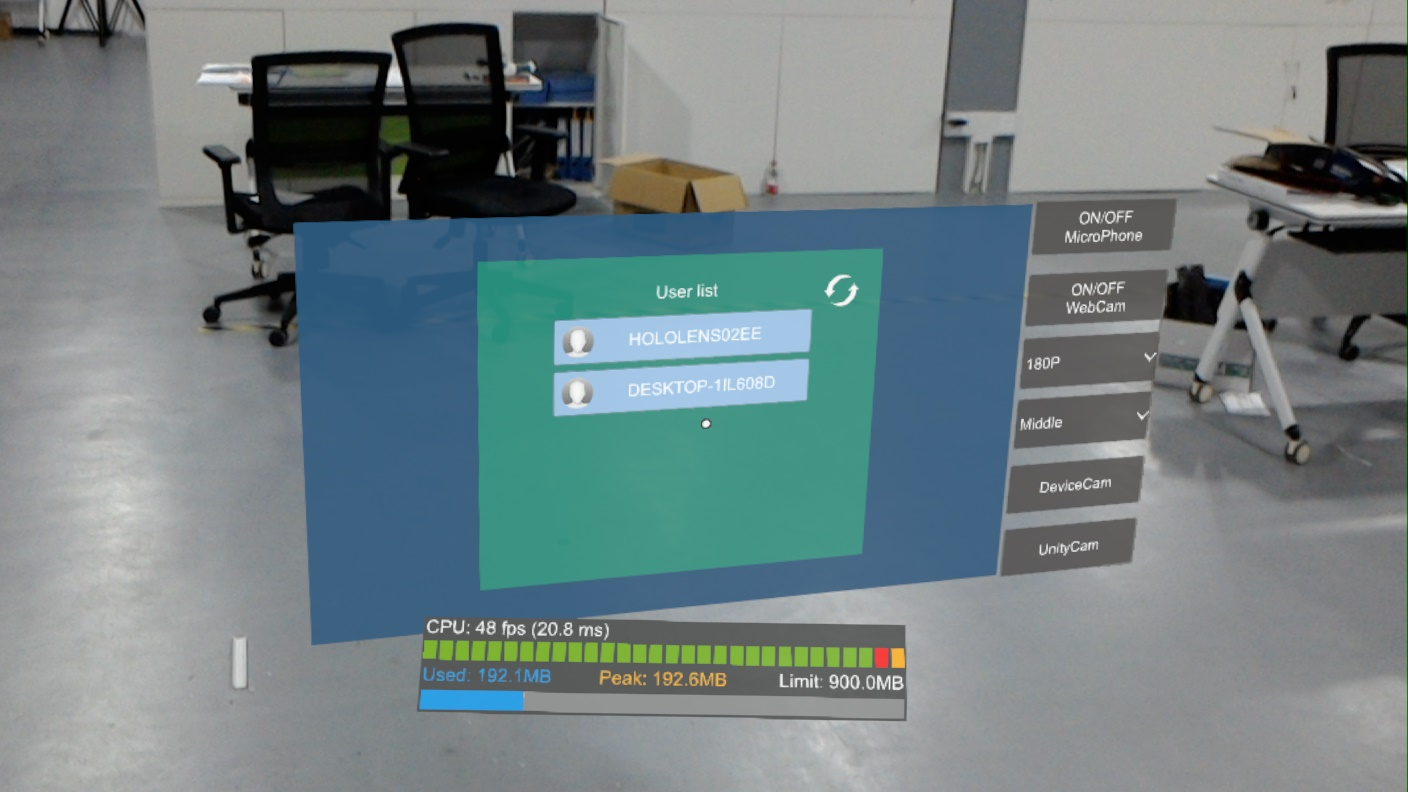 ON/OFF
MicroPhone
User list
ON/OFF
WebCam
HOLOLENS02EE
180P
DESKTOP-1IL608D
Middle
DeviceCam
UnityCam
CPU: 48 fps (20.8 ms)
Used: 192.1MB Peak: 192.6MB Limit: 900.0MB